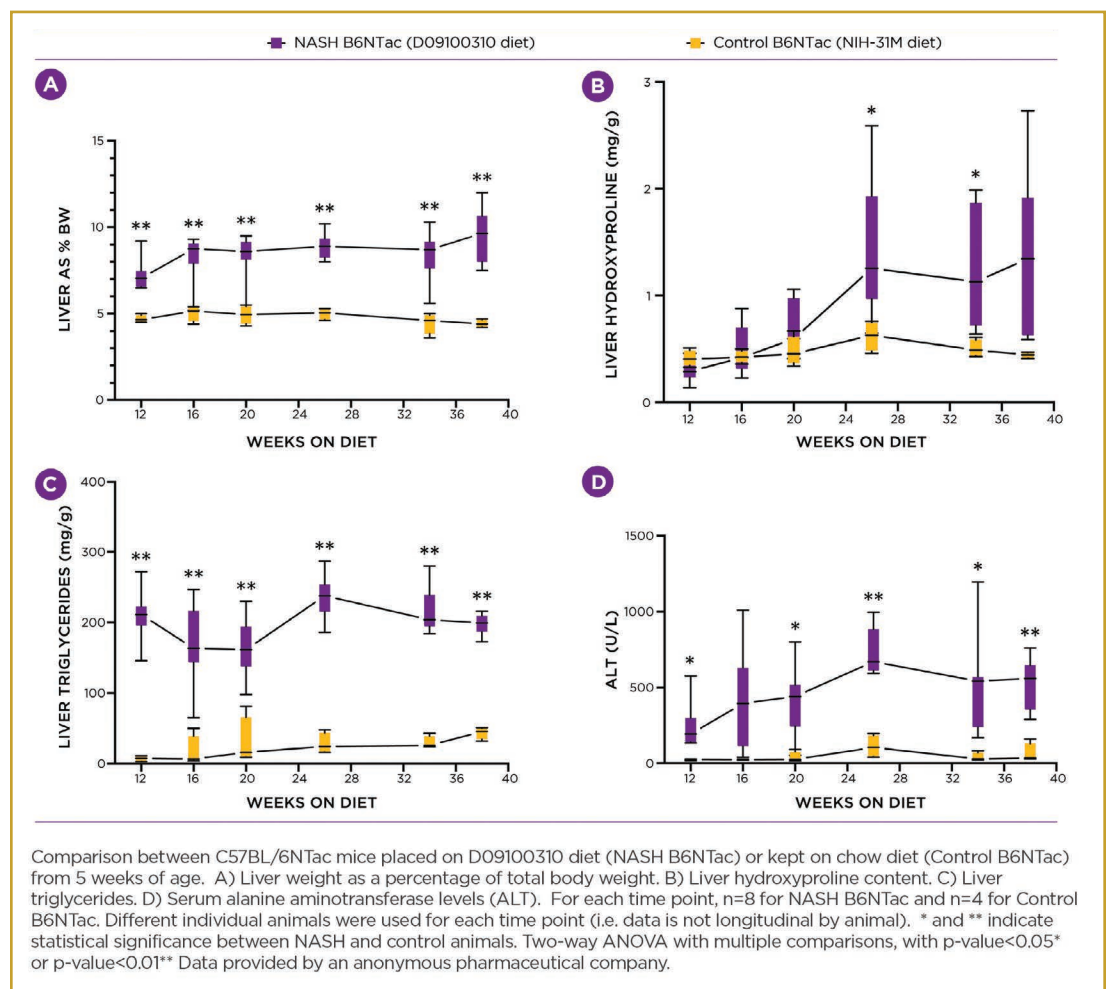 NASH B6NTac (D09100310 diet)
Control B6NTac (NIH-31M diet)
A
LIVER AS % BW
15
10
5
0
** ** ** ** ** **
12 16 20 24 28 32 36 40
WEEKS ON DIET
B
LIVER HYDROXYPROLINE (mg/g)
3
2
1
0
* *
12 16 20 24 28 32 36 40
WEEKS ON DIET
C
LIVER TRIGLYCERIDES (mg/g)
400
300
200
100
0
** ** ** ** ** **
12 16 20 24 28 32 36 40
WEEKS ON DIET
D
ALT (U/L)
1500
1000
500
0
* * ** * **
12 16 20 24 28 32 36 40
WEEKS ON DIET
Comparison between C57BL/6NTac mice placed on D09100310 diet (NASH B6NTac) or kept on chow diet (Control B6NTac)
from 5 weeks of age. A) Liver weight as a percentage of total body weight. B) Liver hydroxyproline content. C) Liver
triglycerides. D) Serum alanine aminotransferase levels (ALT). For each time point, n=8 for NASH B6NTac and n=4 for Control
B6NTac. Different individual animals were used for each time point (i.e. data is not longitudinal by animal). * and ** indicate
statistical significance between NASH and control animals. Two-way ANOVA with multiple comparisons, with p-value<0.05*
or p-value<0.01** Data provided by an anonymous pharmaceutical company.